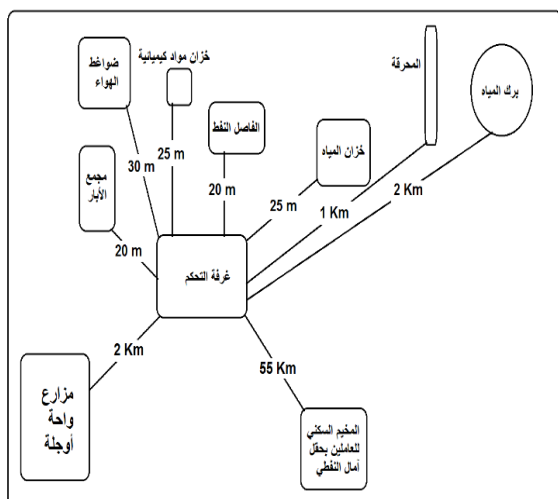 خزان مواد كيميائية
ضواغط
الهواء
المحرقة
برك المياه
الفاصل النفط
خزان المياه
25 m
30 m
20 m
25 m
1 Km
2 Km
مجمع
الأبار
20 m
غرفة التحكم
2 Km
55 Km
مزارع
واحة
أوجلة
المخيم السكني
للعاملين بحقل
أمال النفطي